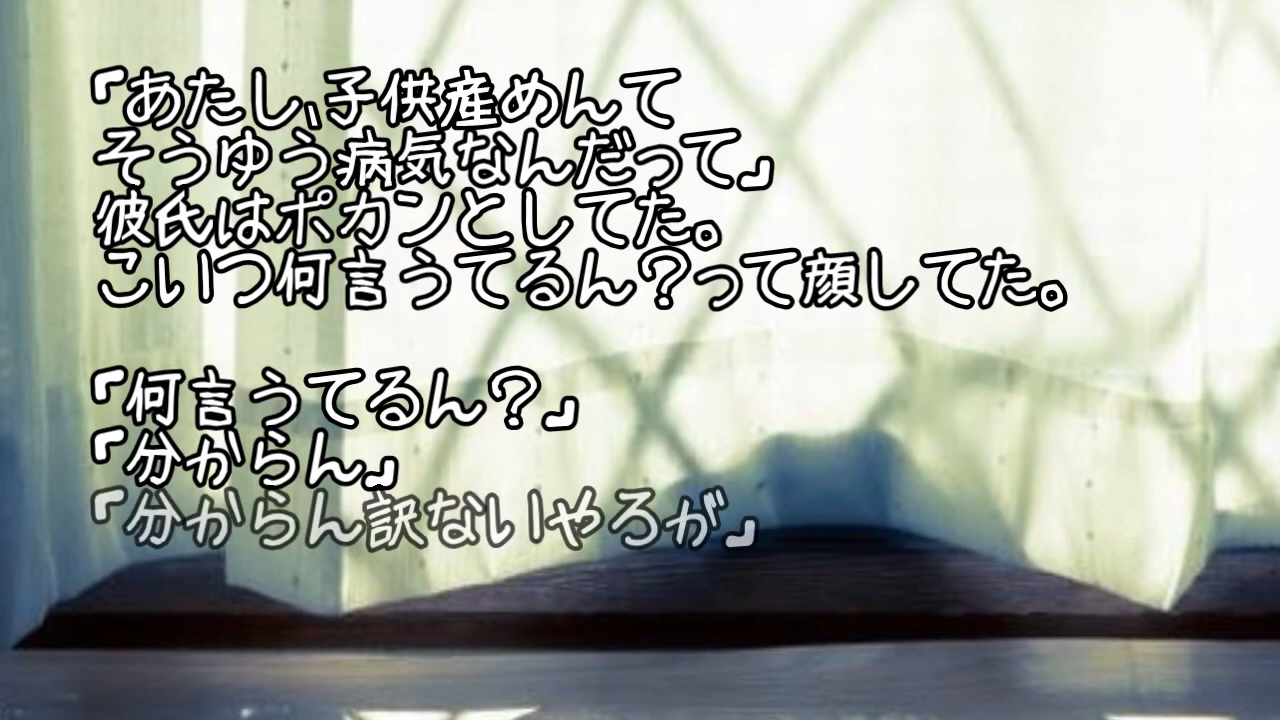 「あたし、子供産めんて
そうゆう病気なんだって」
彼氏はポカンとしてた。
こいつ何言うてるん？って顔してた。
「何言うてるん？」
「分からん」
「分からん訳ないやろが」